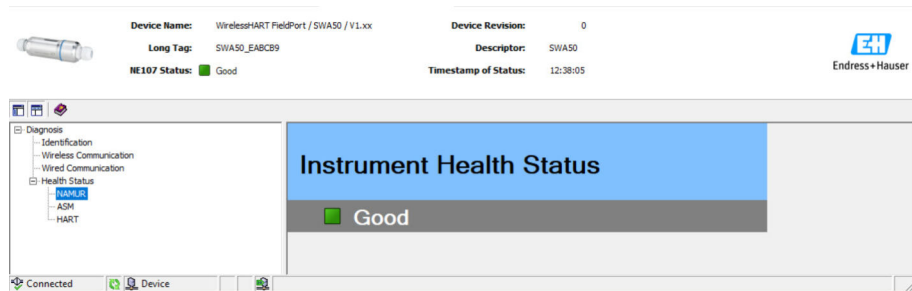 Device Name: WirelessHART FieldPort / SWA50 / V1.xx Device Revision: 0
Long Tag: SWA50_EABCB9 Descriptor: SWA50
NE107 Status: Good Timestamp of Status: 12:38:05
EH
Endress+Hauser
Diagnosis
Identification
Wireless Communication
Wired Communication
Health Status
NAMUR
ASM
HART
Instrument Health Status
Good
Connected Device